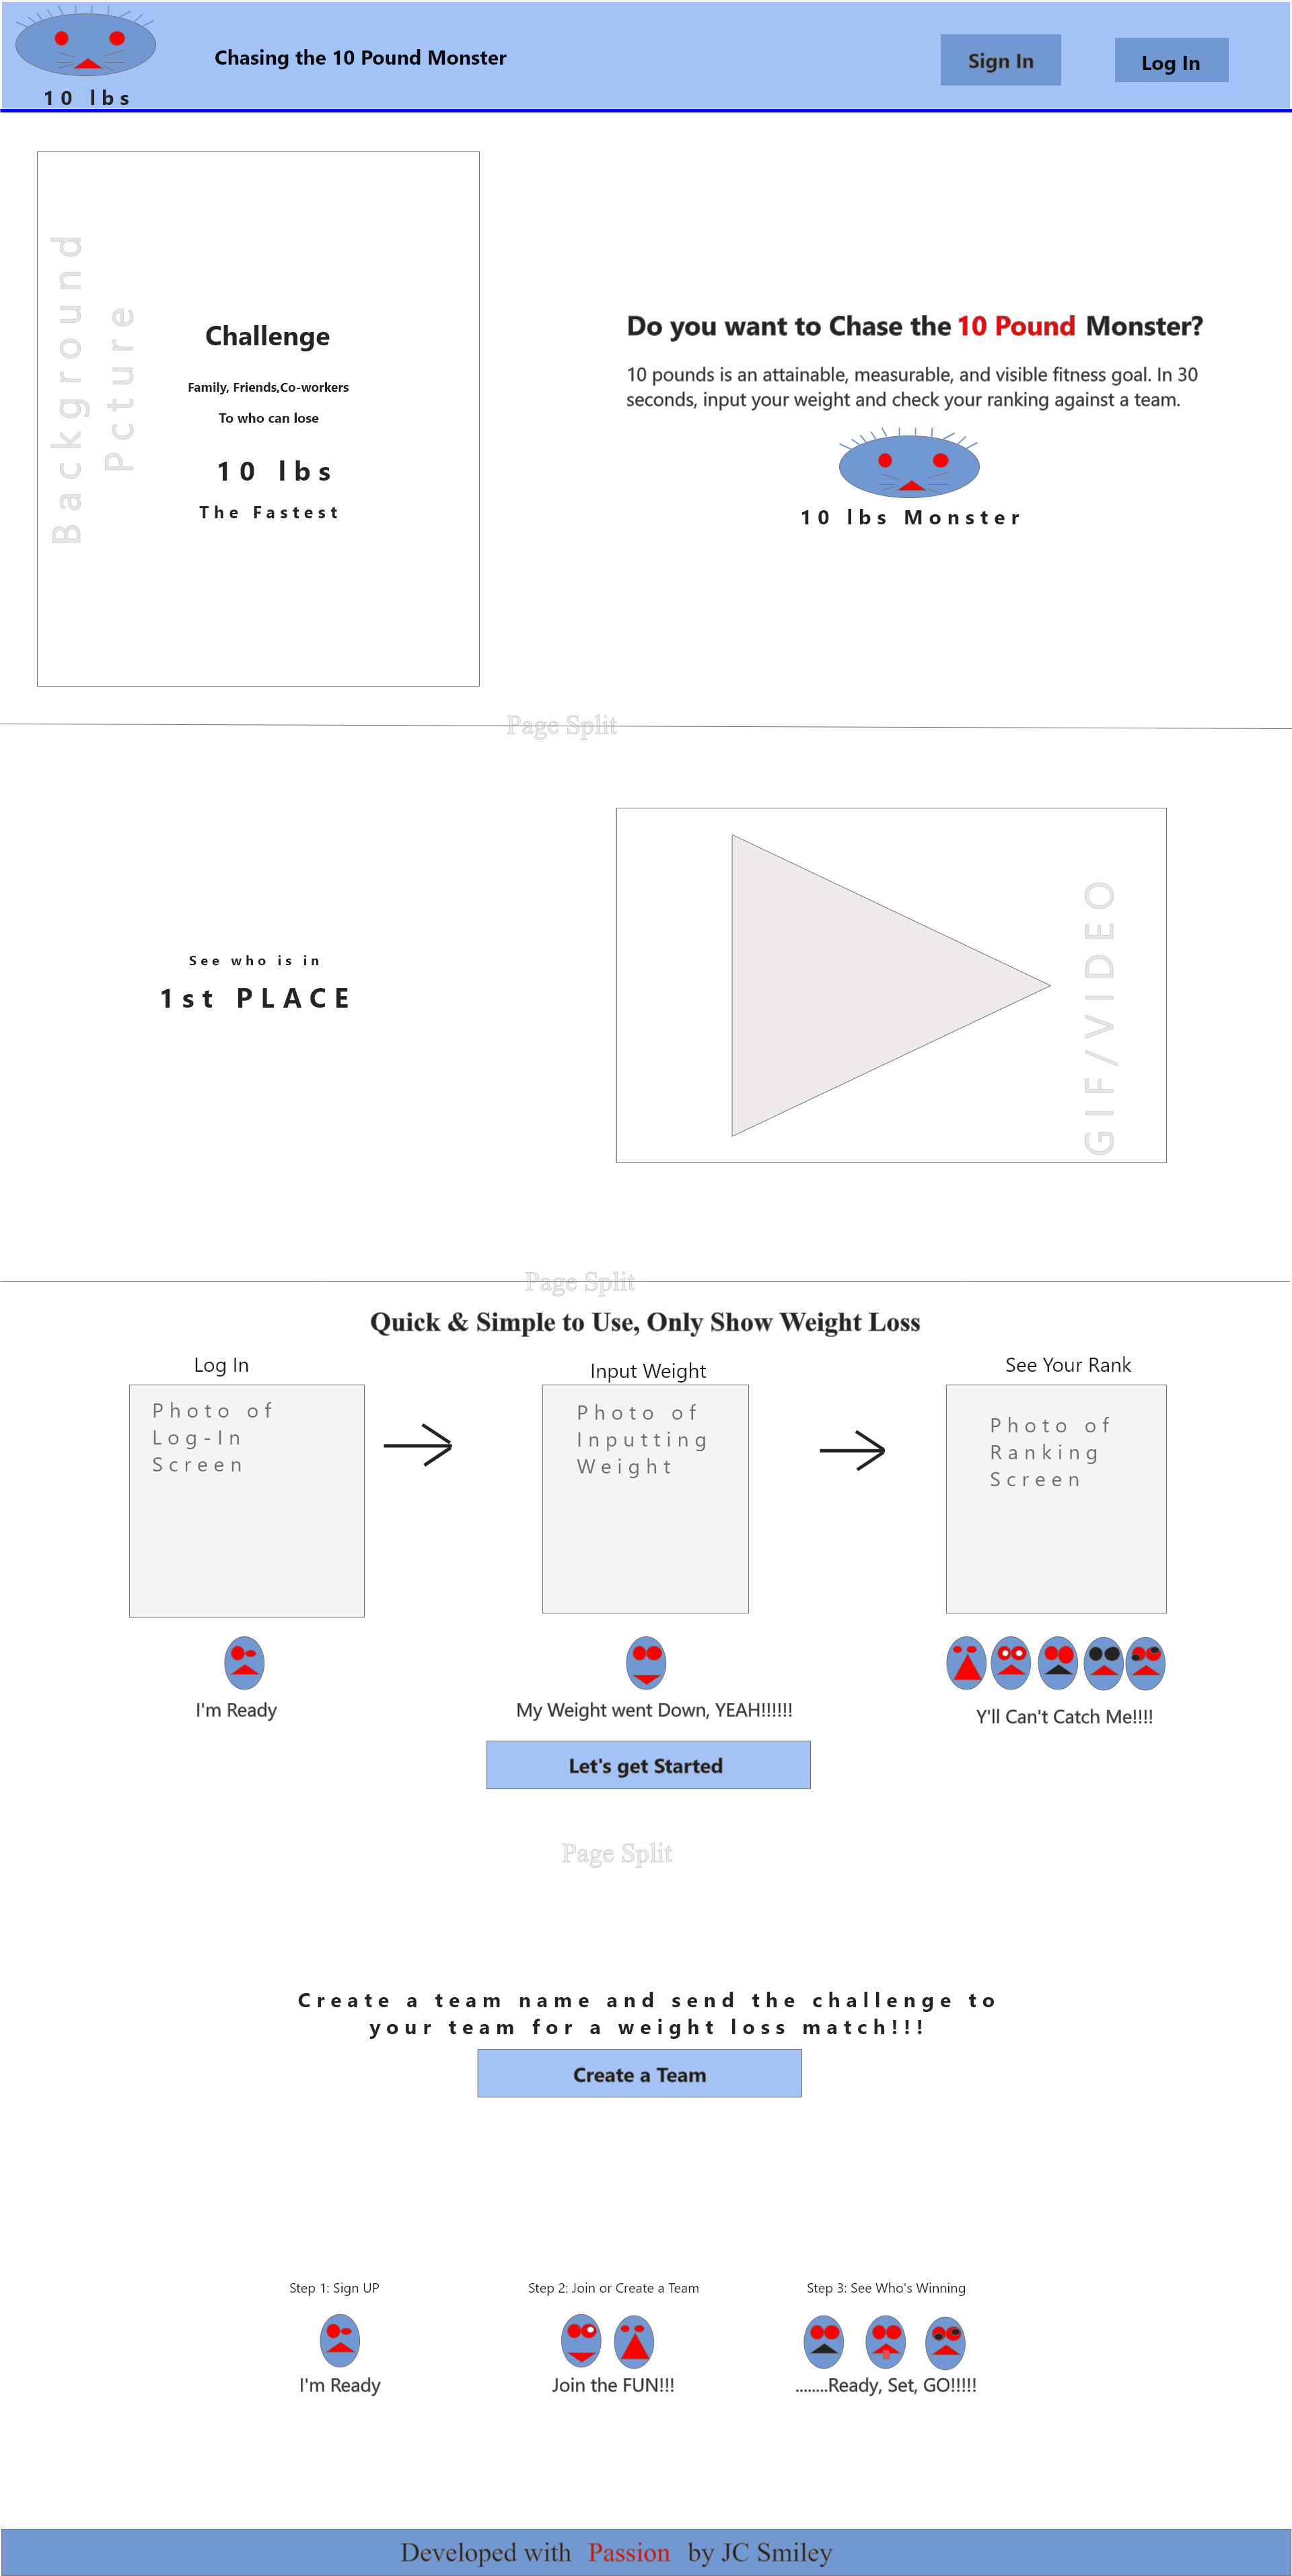 Chasing the 10 Pound Monster
Sign In
Log In
10 lbs
Background
Pcture
Challenge
Family, Friends,Co-workers
To who can lose
10 lbs
The Fastest
Do you want to Chase the 10 Pound Monster?
10 pounds is an attainable, measurable, and visible fitness goal. In 30
seconds, input your weight and check your ranking against a team.
10 lbs Monster
Page Split
See who is in
1st PLACE
GIF/VIDEO
Page Split
Quick & Simple to Use, Only Show Weight Loss
Log In
Photo of
Log-In
Screen
I'm Ready
Input Weight
Photo of
Inputting
Weight
My Weight went Down, YEAH!!!!!!
See Your Rank
Photo of
Ranking
Screen
Y'll Can't Catch Me!!!!
Let's get Started
Page Split
Create a team name and send the challenge to
your team for a weight loss match!!!
Create a Team
Step 1: Sign UP
I'm Ready
Step 2: Join or Create a Team
Join the FUN!!!
Step 3: See Who's Winning
........Ready, Set, GO!!!!!
Developed with Passion by JC Smiley